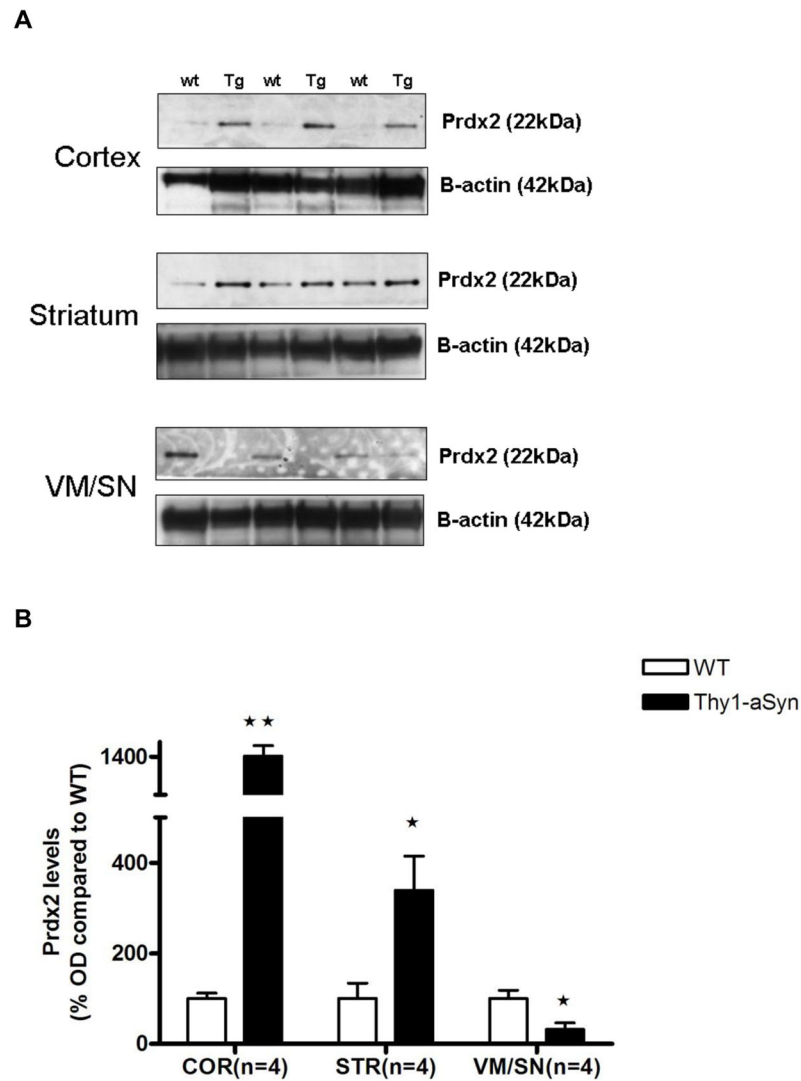 A
wt Tg wt Tg wt Tg
Prdx2 (22kDa)
Cortex
B-actin (42kDa)
Prdx2 (22kDa)
Striatum
B-actin (42kDa)
Prdx2 (22kDa)
VM/SN
B-actin (42kDa)
B
WT
Thy1-aSyn
★★
1400
★
400
200
★
0
Prdx2 levels
(% OD compared to WT)
COR(n=4) STR(n=4) VM/SN(n=4)